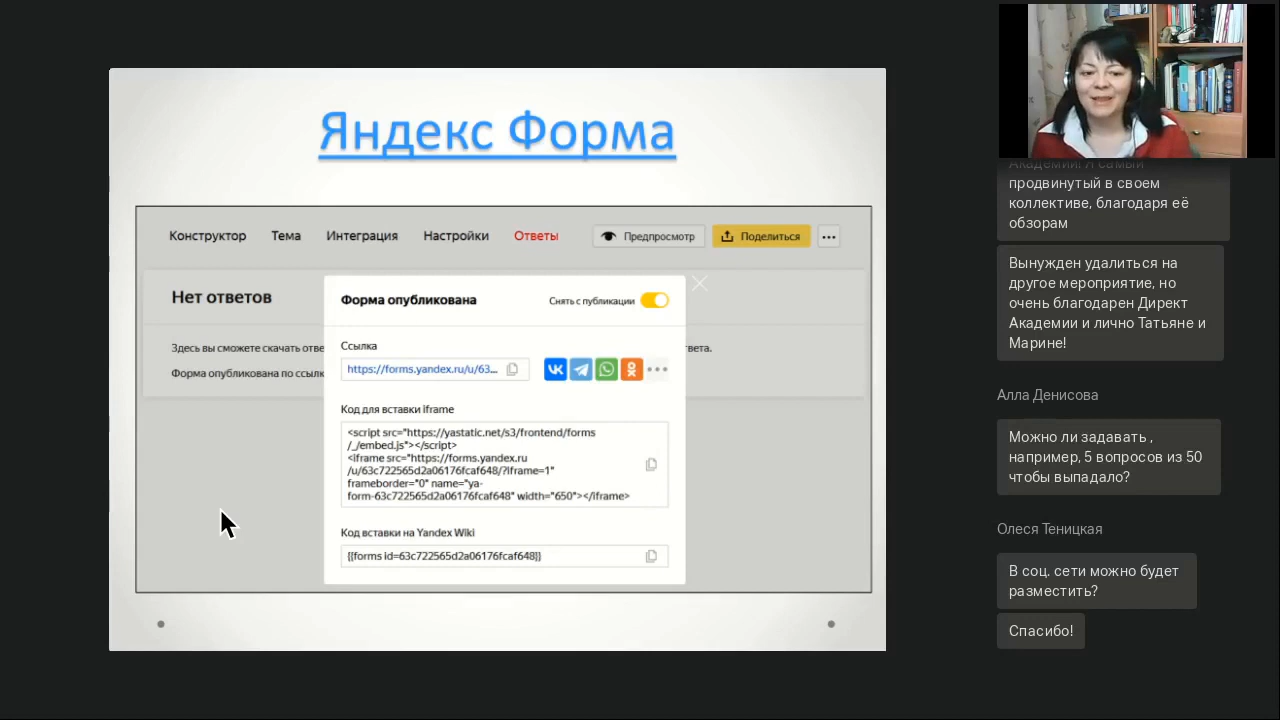 Яндекс Форма
Конструктор Тема Интеграция Настройки Ответы Предпросмотр Поделиться
Нет ответов
Здесь вы сможете скачать отве
ета.
Форма опубликована по ссылк
Форма опубликована Снять с публикации
Ссылка
https://forms.yandex.ru/u/63...
Код для вставки iframe
<script src="https://yastatic.net/s3/frontend/forms
/_/embed.js"></script>
<iframe src="https://forms.yandex.ru
/u/63c722565d2a06176fcaf648/?iframe=1"
frameborder="0" name="ya-
form-63c722565d2a06176fcaf648" width="650"></iframe>
Код вставки на Yandex Wiki
{{forms id=63c722565d2a06176fcaf648}}
Академии! Я самый
продвинутый в своем
коллективе, благодаря её
обзорам
Вынужден удалиться на
другое мероприятие, но
очень благодарен Директ
Академии и лично Татьяне и
Марине!
Алла Денисова
Можно ли задавать ,
например, 5 вопросов из 50
чтобы выпадало?
Олеся Теницкая
В соц. сети можно будет
разместить?
Спасибо!